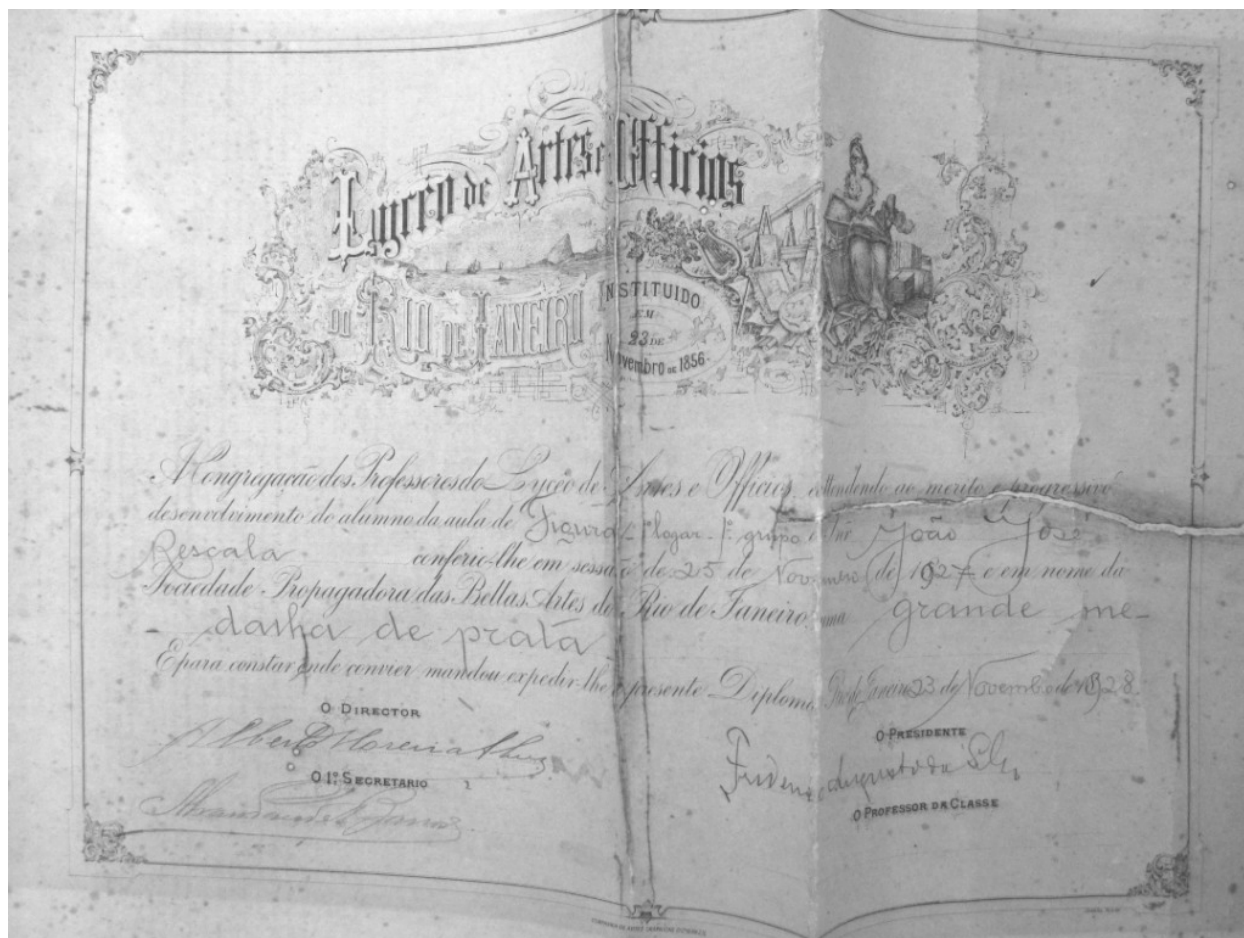 Lyceo de Artes e Officios
DO RIO DE JANEIRO
INSTITUIDO
EM
23 DE
Novembro DE 1856
A Congregação dos Professores do Lyceo de Artes e Officios, attendendo ao merito e progressivo
desenvolvimento do alumno da aula de Figura 1º logar - 1º grupo o Snr João José
Rescala conferio-lhe em sessão de 25 de Novembro de 1927 e em nome da
Sociedade Propagadora das Bellas Artes do Rio de Janeiro, uma grande me-
dalha de prata
E para constar onde convier mandou expedir-lhe o presente Diploma, Rio de Janeiro 23 de Novembro de 1928
O DIRECTOR
O PRESIDENTE
O 1º SECRETARIO
O PROFESSOR DA CLASSE